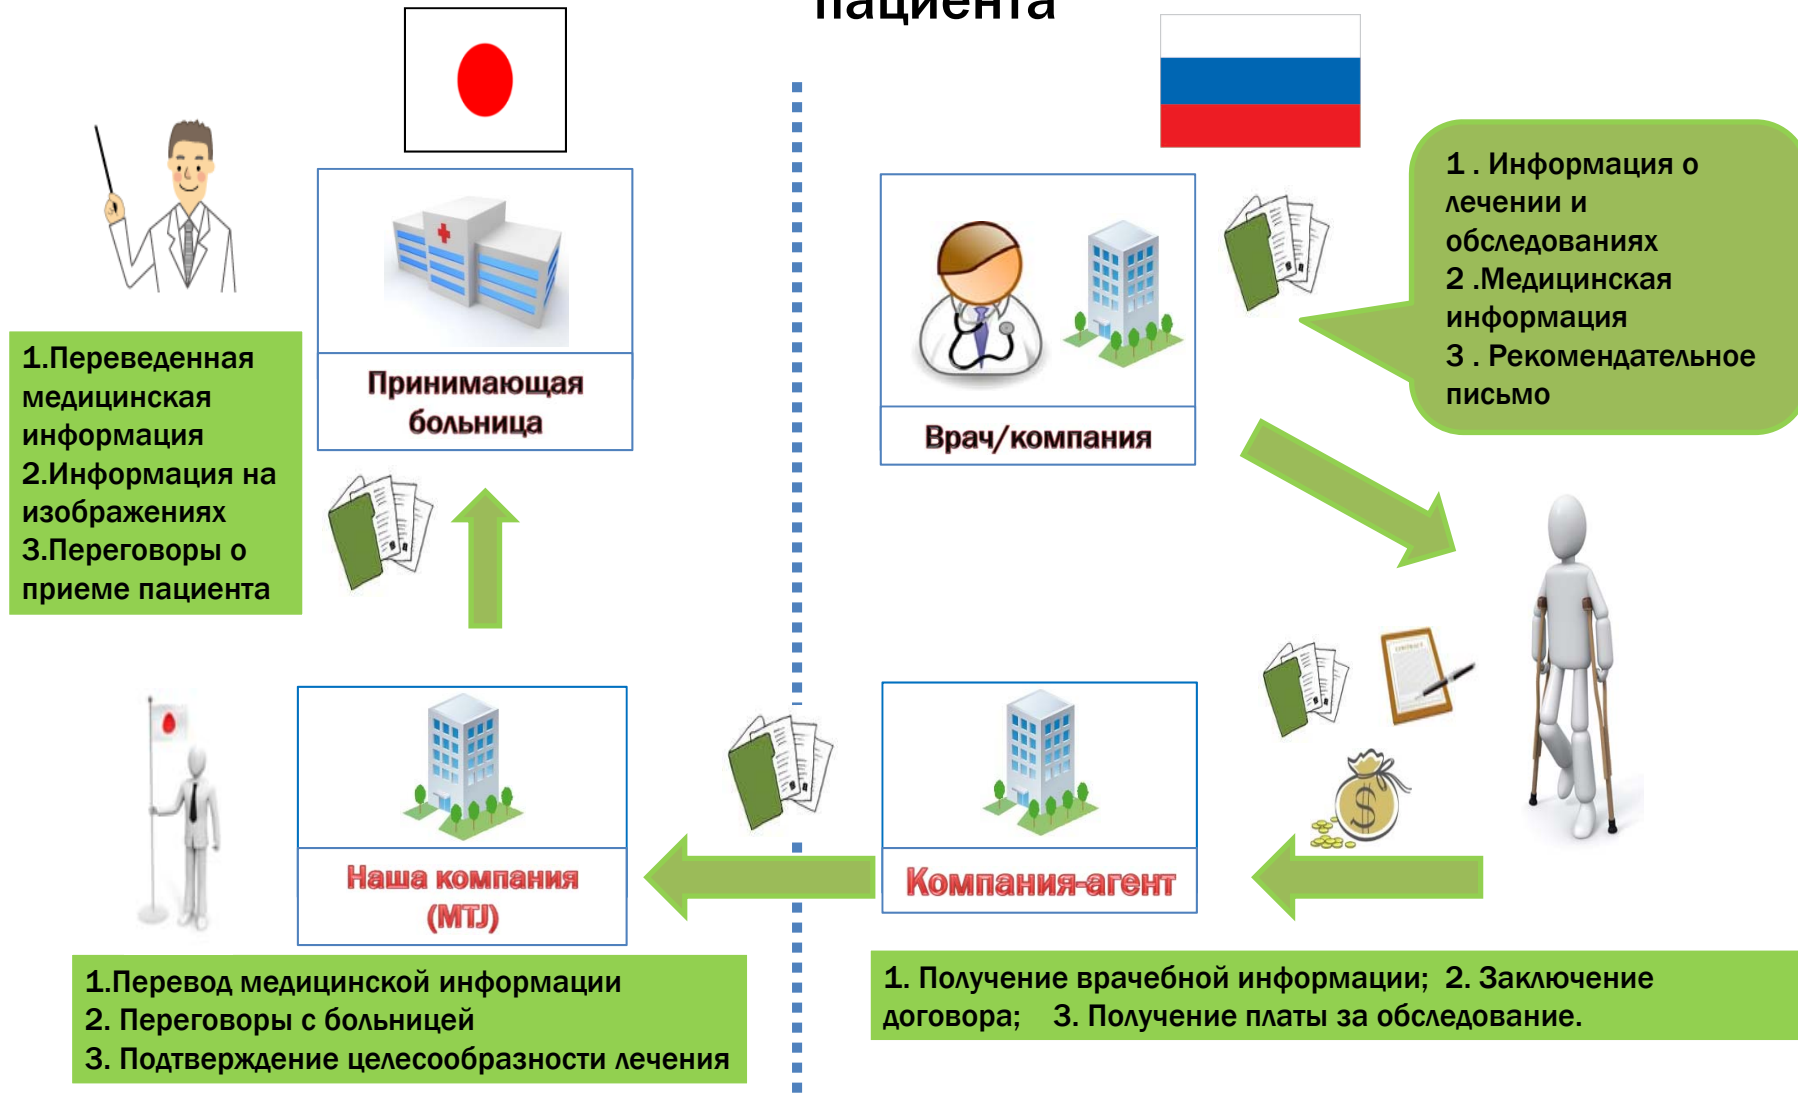 пациента
1 . Информация о
лечении и
обследованиях
2 .Медицинская
информация
3 . Рекомендательное
письмо
1.Переведенная
медицинская
информация
2.Информация на
изображениях
3.Переговоры о
приеме пациента
Принимающая
больница
Врач/компания
CONTRACT
Наша компания
(MTJ)
Компания-агент
1.Перевод медицинской информации
2. Переговоры с больницей
3. Подтверждение целесообразности лечения
1. Получение врачебной информации; 2. Заключение
договора; 3. Получение платы за обследование.